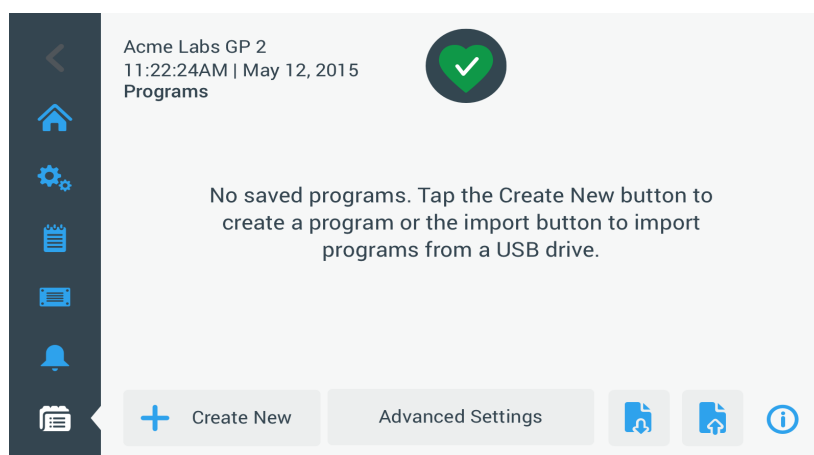 Acme Labs GP 2
11:22:24AM | May 12, 2015
Programs
No saved programs. Tap the Create New button to
create a program or the import button to import
programs from a USB drive.
Create New
Advanced Settings